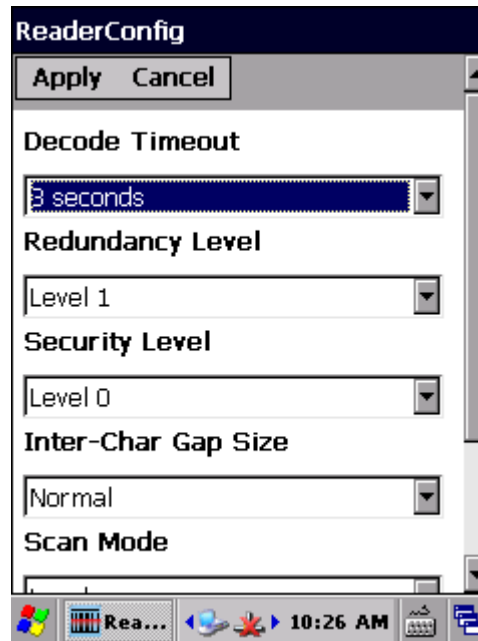 ReaderConfig
Apply Cancel
Decode Timeout
3 seconds
Redundancy Level
Level 1
Security Level
Level 0
Inter-Char Gap Size
Normal
Scan Mode
Rea... 10:26 AM